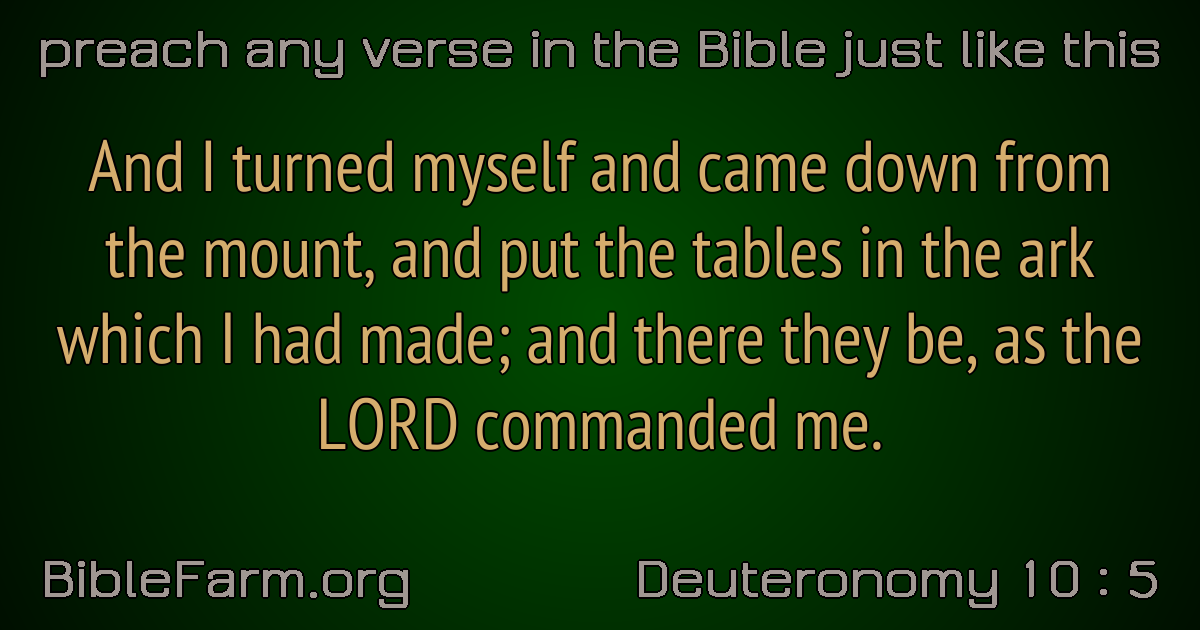 preach any verse in the Bible just like this
And I turned myself and came down from
the mount, and put the tables in the ark
which I had made; and there they be, as the
LORD commanded me.
BibleFarm.org
Deuteronomy 10 : 5